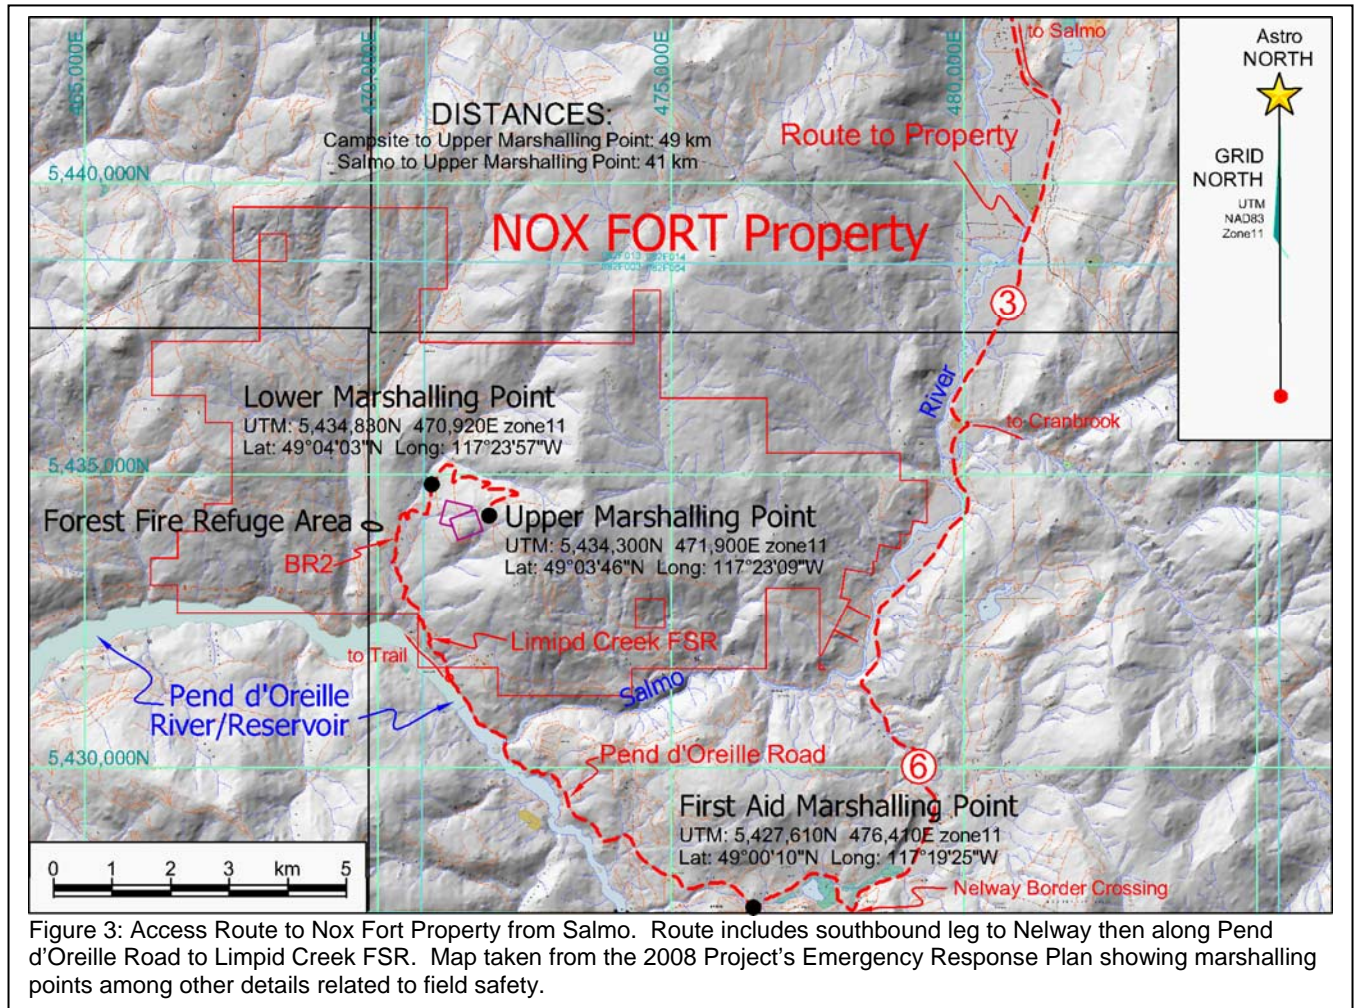 465,000E
470,000E
475,000E
480,000E
to Salmo
Astro
NORTH
GRID
NORTH
UTM
NAD83
Zone11
DISTANCES:
Campsite to Upper Marshalling Point: 49 km
Salmo to Upper Marshalling Point: 41 km
Route to Property
5,440,000N
NOX FORT Property
3
River
to Cranbrook
Lower Marshalling Point
UTM: 5,434,830N 470,920E zone11
Lat: 49°04'03"N Long: 117°23'57"W
5,435,000N
Forest Fire Refuge Area
BR2
Upper Marshalling Point
UTM: 5,434,300N 471,900E zone11
Lat: 49°03'46"N Long: 117°23'09"W
Limipd Creek FSR
to Trail
Salmo
Pend d'Oreille
River/Reservoir
5,430,000N
Pend d'Oreille Road
6
First Aid Marshalling Point
UTM: 5,427,610N 476,410E zone11
Lat: 49°00'10"N Long: 117°19'25"W
Nelway Border Crossing
0 1 2 3 km 5
Figure 3: Access Route to Nox Fort Property from Salmo. Route includes southbound leg to Nelway then along Pend
d'Oreille Road to Limpid Creek FSR. Map taken from the 2008 Project's Emergency Response Plan showing marshalling
points among other details related to field safety.